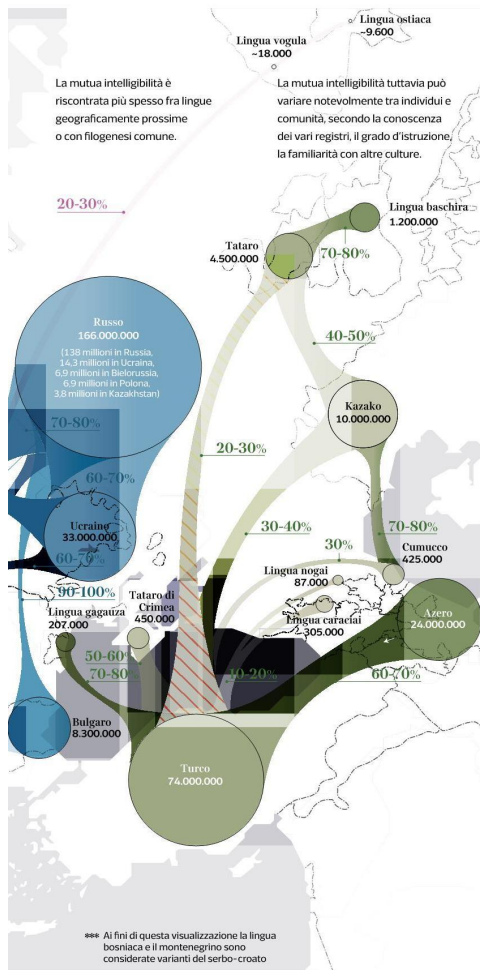 Lingua ostiaca
~9.600
Lingua vogula
~18.000
La mutua intelligibilità è
riscontrata più spesso fra lingue
geograficamente prossime
o con filogenesi comune.
La mutua intelligibilità tuttavia può
variare notevolmente tra individui e
comunità, secondo la conoscenza
dei vari registri, il grado d'istruzione,
la familiarità con altre culture.
20-30%
Lingua baschira
1.200.000
Tataro
4.500.000
70-80%
Russo
166.000.000
(138 millioni in Russia,
14,3 millioni in Ucraina,
6,9 millioni in Bielorussia,
6,9 millioni in Polona,
3,8 millioni in Kazakhstan)
40-50%
Kazako
10.000.000
70-80%
20-30%
60-70%
Ucraino
33.000.000
30-40%
70-80%
30%
Cumucco
425.000
60-70%
Lingua nogai
87.000
90-100%
Lingua gagauza
207.000
Tataro di
Crimea
450.000
Lingua caraciai
305.000
Azero
24.000.000
50-60%
70-80%
10-20%
60-70%
Bulgaro
8.300.000
Turco
74.000.000
*** Ai fini di questa visualizzazione la lingua
bosniaca e il montenegrino sono
considerate varianti del serbo-croato